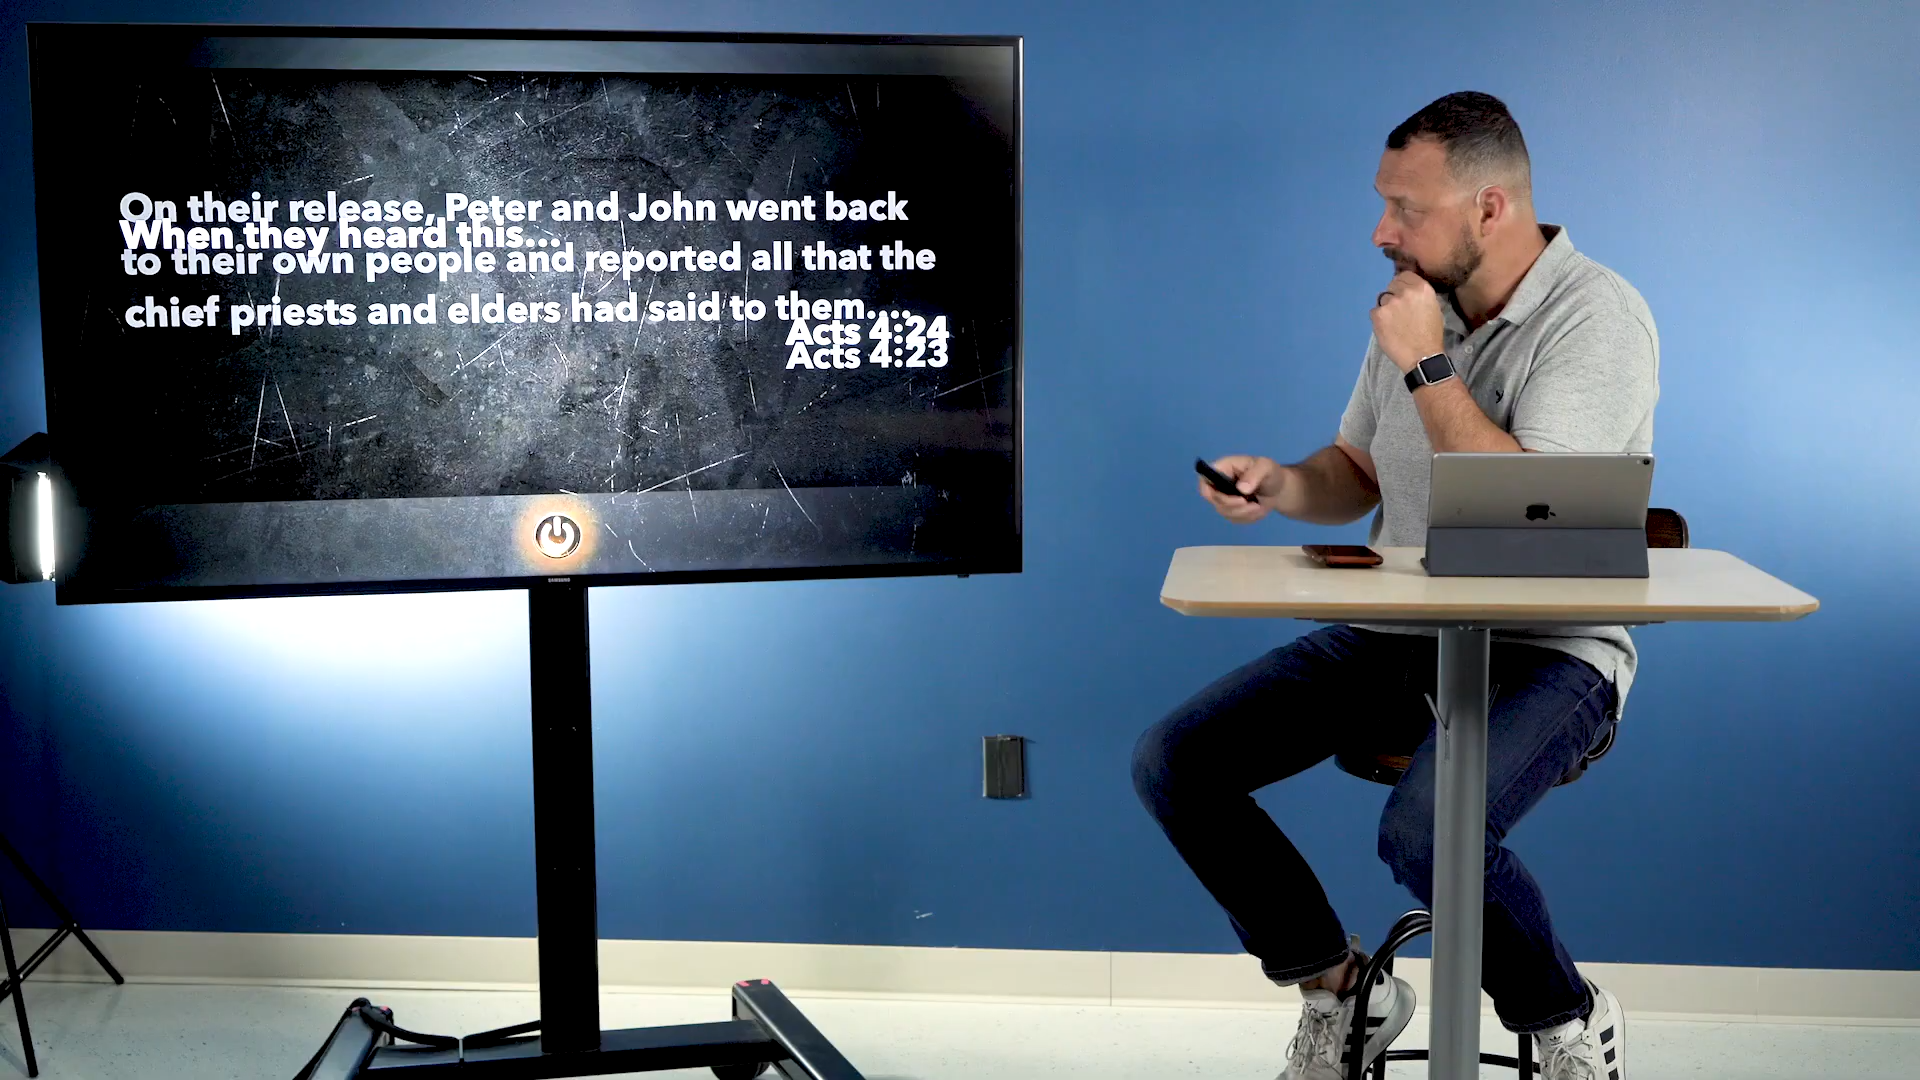 On their release, Peter and John went back
When they heard this...
to their own people and reported all that the
chief priests and elders had said to them....
Acts 4:24
Acts 4:23
SAMSUNG